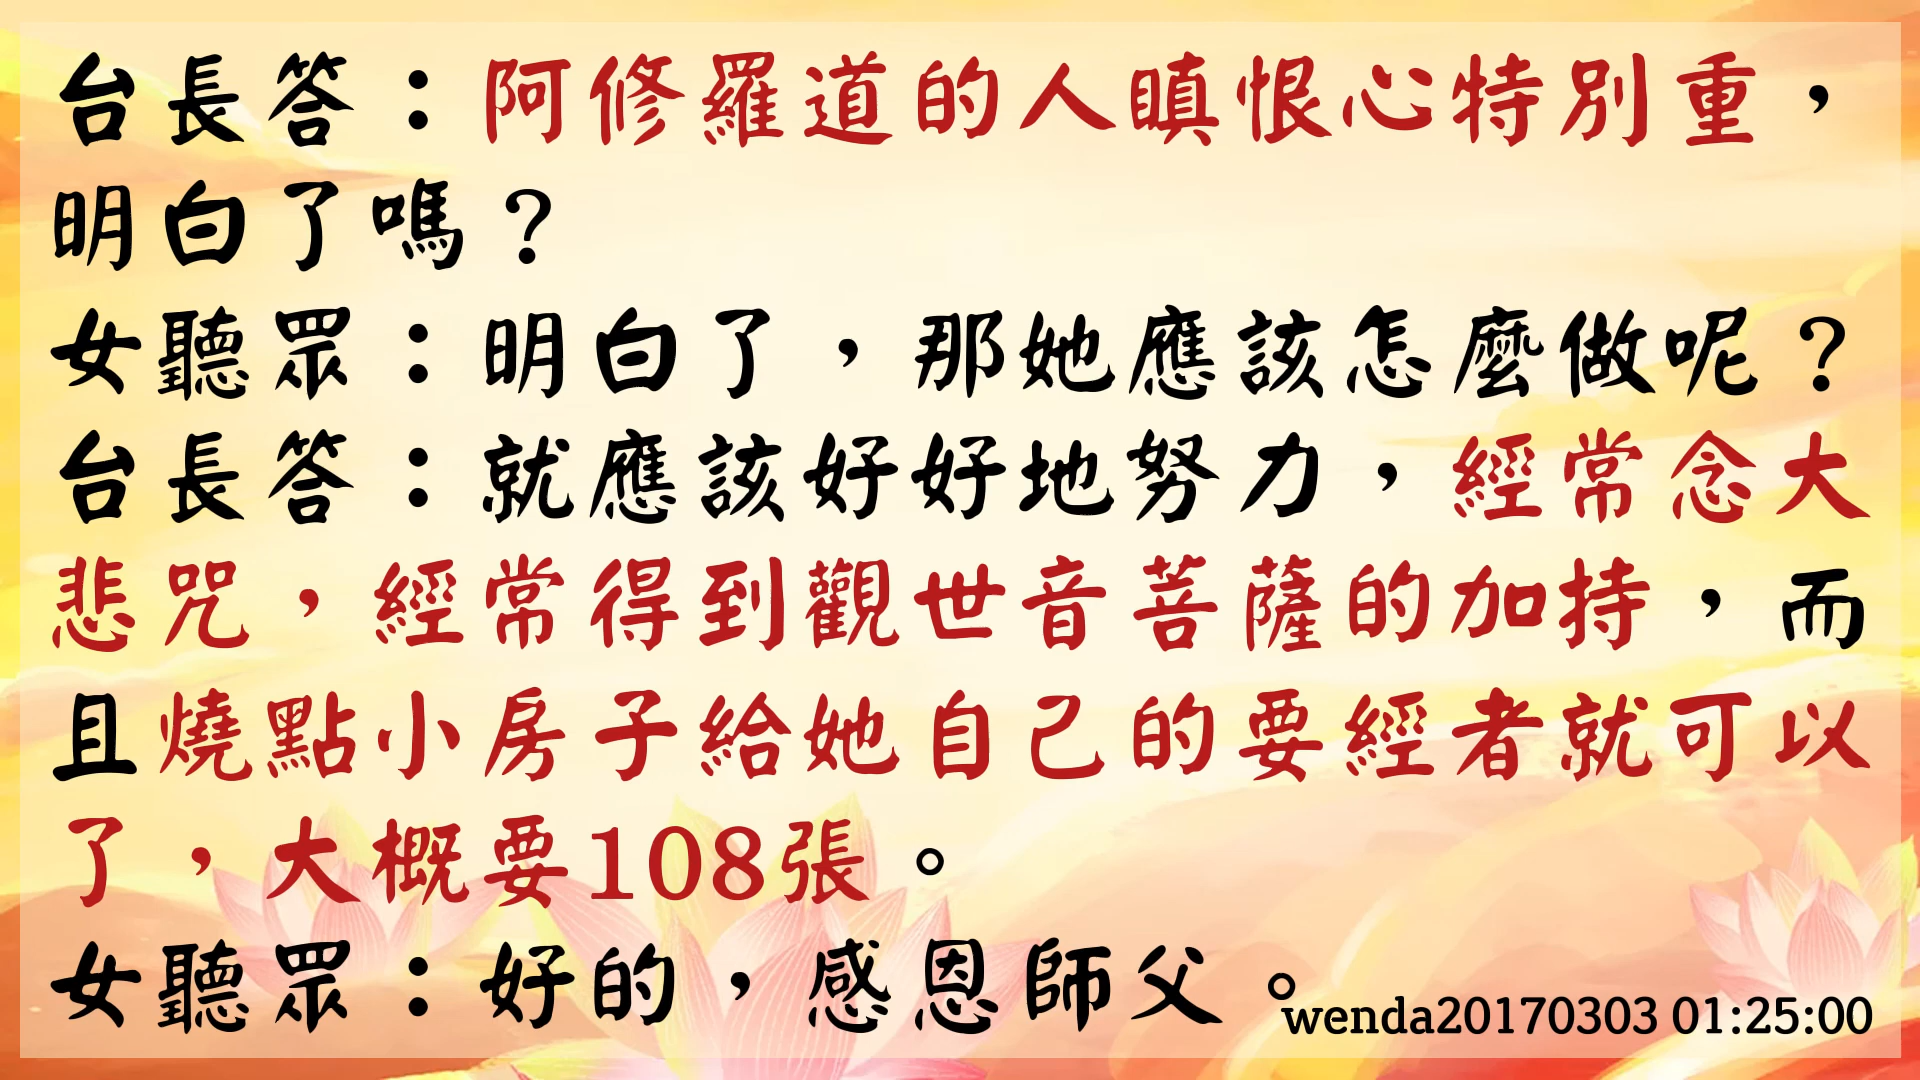 台長答：阿修羅道的人瞋恨心特別重，
明白了嗎？
女聽眾：明白了，那她應該怎麼做呢？
台長答：就應該好好地努力，經常念大
悲咒，經常得到觀世音菩薩的加持，而
且燒點小房子給她自己的要經者就可以
了，大概要108張。
女聽眾：好的，感恩師父。
wenda20170303 01:25:00